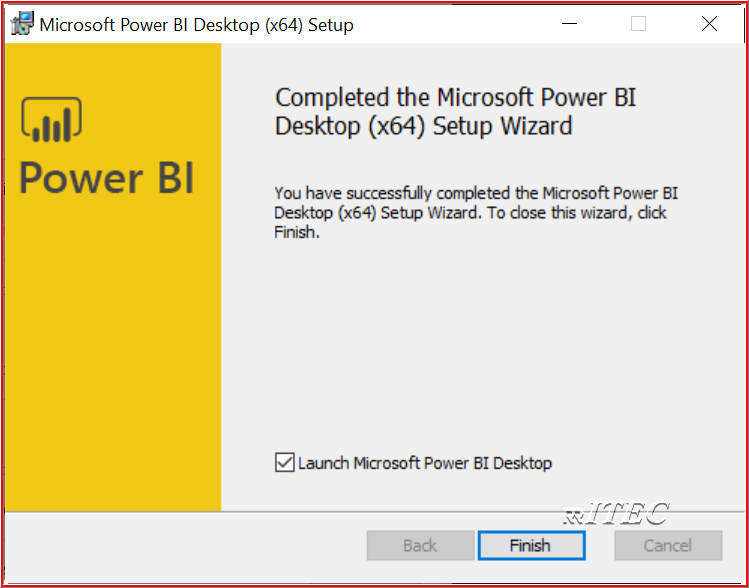 Microsoft Power BI Desktop (x64) Setup
Power BI
Completed the Microsoft Power BI
Desktop (x64) Setup Wizard
You have successfully completed the Microsoft Power BI
Desktop (x64) Setup Wizard. To close this wizard, click
Finish.
Launch Microsoft Power BI Desktop
RRITEC
Back
Finish
Cancel